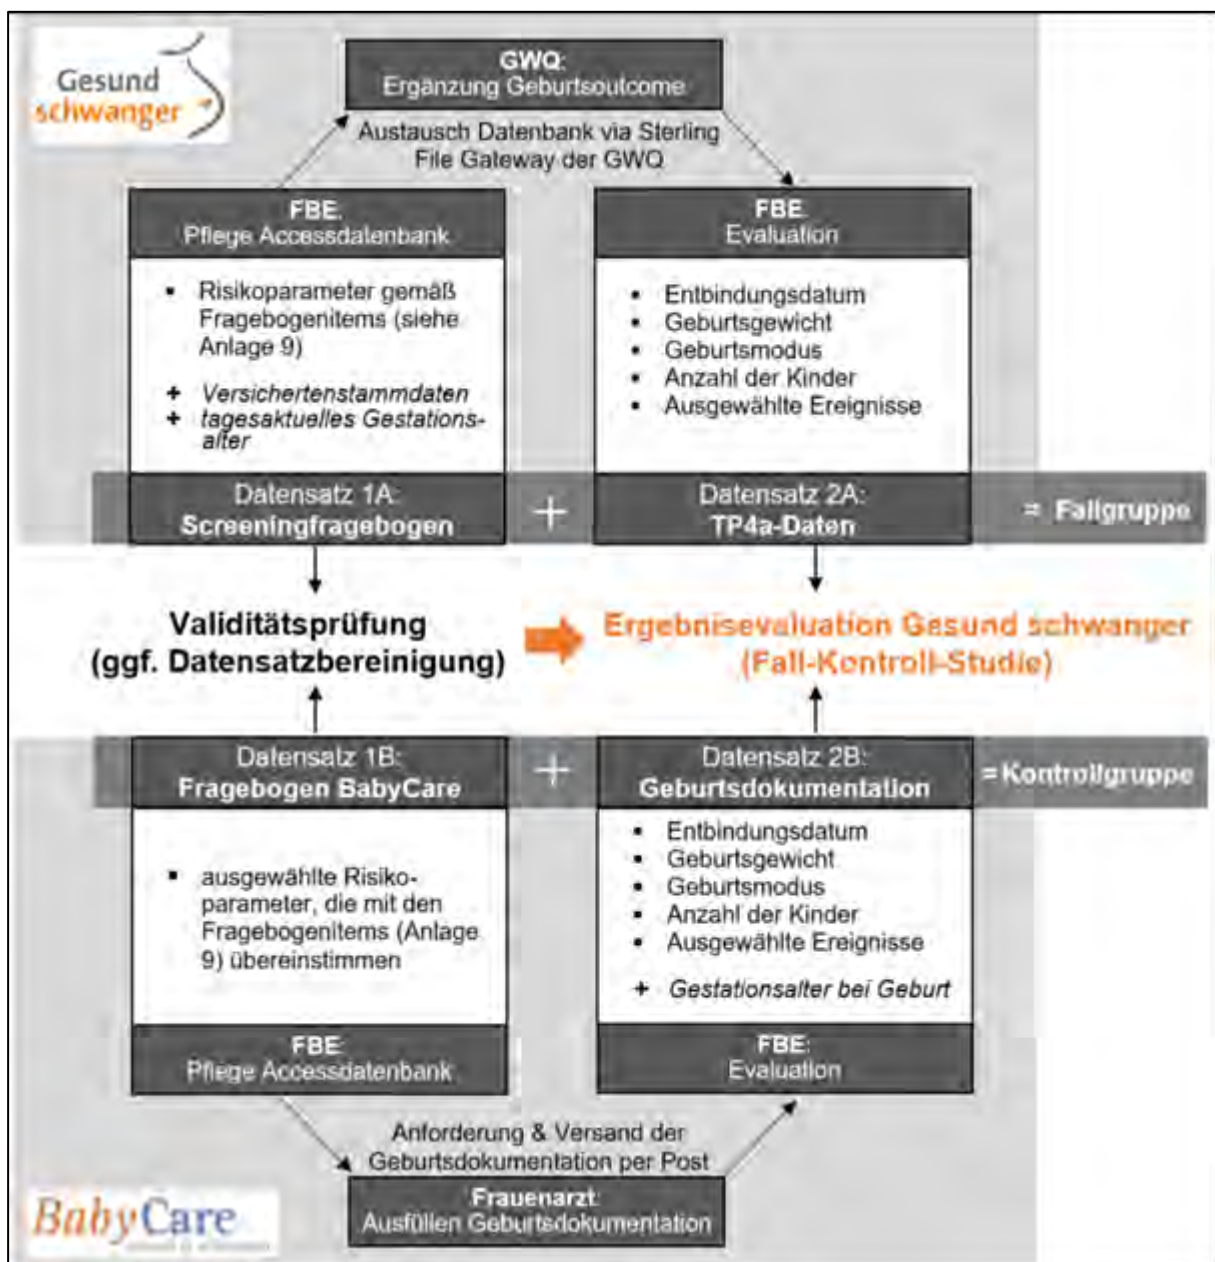 Gesund
schwanger
GWQ:
Ergänzung Geburtsoutcome
Austausch Datenbank via Sterling
File Gateway der GWQ
FBE:
Pflege Accessdatenbank
▪ Risikoparameter gemäß
Fragebogenitems (siehe
Anlage 9)
+ Versichertenstammdaten
+ tagesaktuelles Gestations-
alter
FBE:
Evaluation
▪ Entbindungsdatum
▪ Geburtsgewicht
▪ Geburtsmodus
▪ Anzahl der Kinder
▪ Ausgewählte Ereignisse
Datensatz 1A:
Screeningfragebogen
+
Datensatz 2A:
TP4a-Daten
= Fallgruppe
Validitätsprüfung
(ggf. Datensatzbereinigung)
Ergebnisevaluation Gesund schwanger
(Fall-Kontroll-Studie)
Datensatz 1B:
Fragebogen BabyCare
+
Datensatz 2B:
Geburtsdokumentation
=Kontrollgruppe
▪ ausgewählte Risiko-
parameter, die mit den
Fragebogenitems (Anlage
9) übereinstimmen
▪ Entbindungsdatum
▪ Geburtsgewicht
▪ Geburtsmodus
▪ Anzahl der Kinder
▪ Ausgewählte Ereignisse
+ Gestationsalter bei Geburt
FBE:
Pflege Accessdatenbank
FBE:
Evaluation
Anforderung & Versand der
Geburtsdokumentation per Post
Frauenarzt:
Ausfüllen Geburtsdokumentation
BabyCare